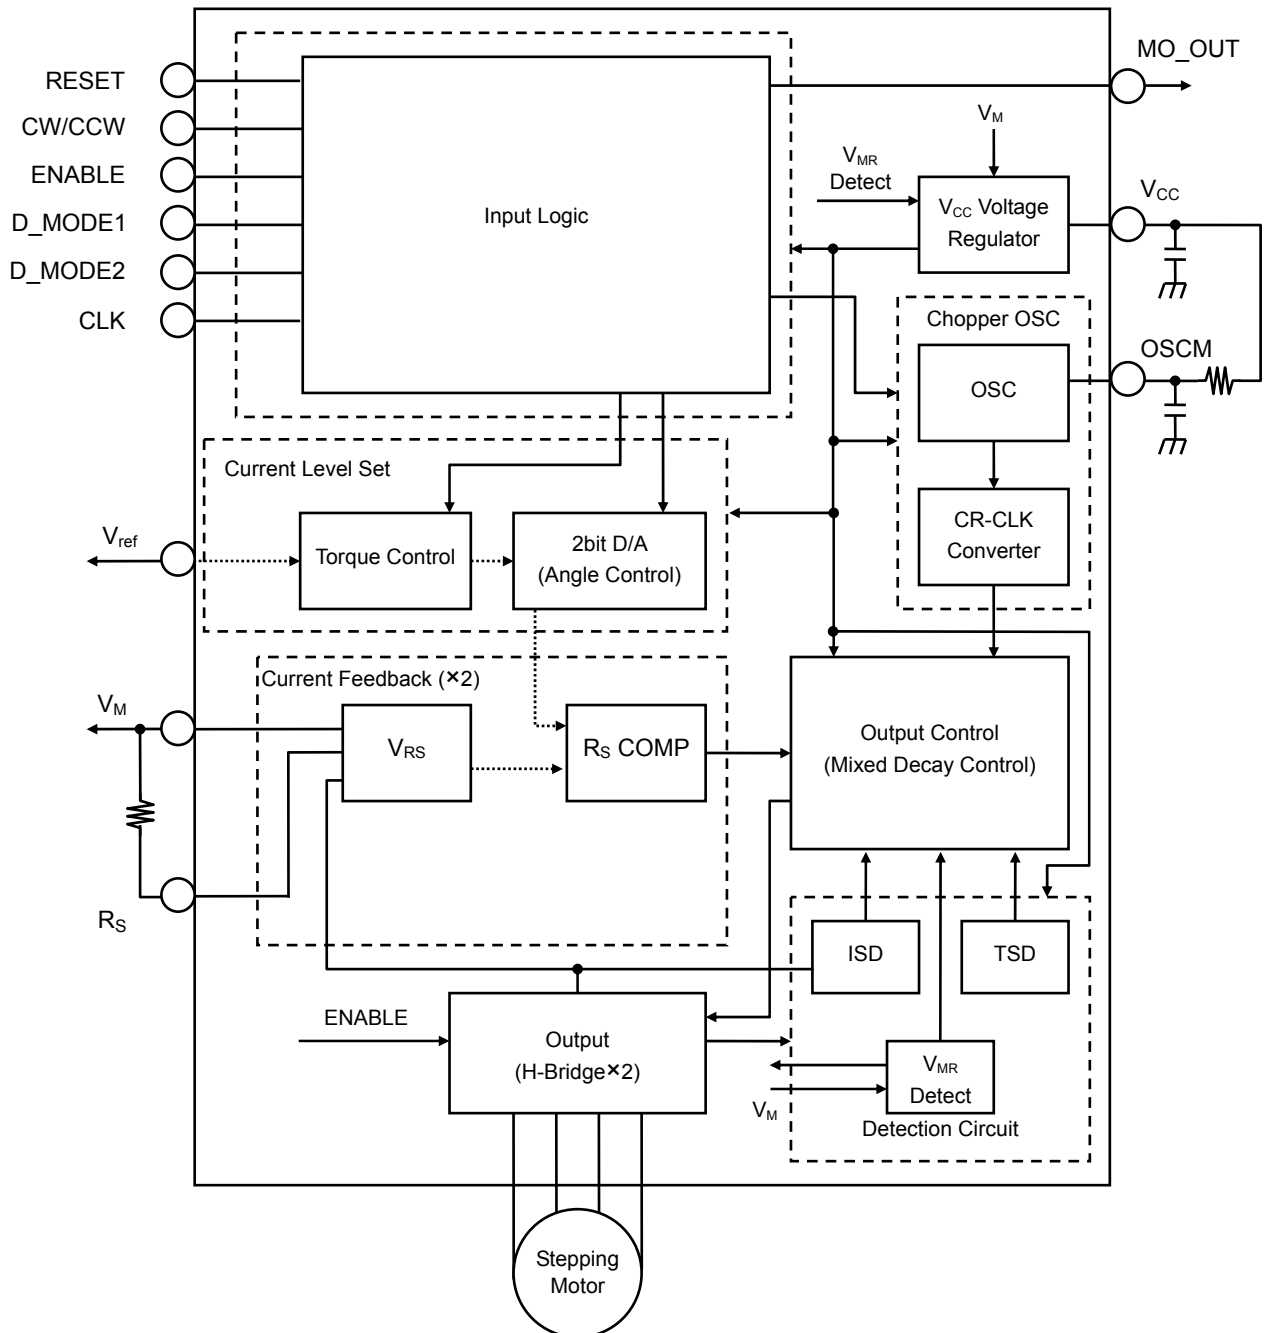 RESET
CW/CCW
ENABLE
D_MODE1
D_MODE2
CLK
Input Logic
MO_OUT
VM
VMR
Detect
VCC Voltage
Regulator
VCC
Chopper OSC
OSC
OSCM
CR-CLK
Converter
Current Level Set
Vref
Torque Control
2bit D/A
(Angle Control)
Current Feedback (×2)
VM
VRS
RS COMP
Output Control
(Mixed Decay Control)
RS
ISD
TSD
ENABLE
Output
(H-Bridge×2)
VMR
Detect
VM
Detection Circuit
Stepping
Motor